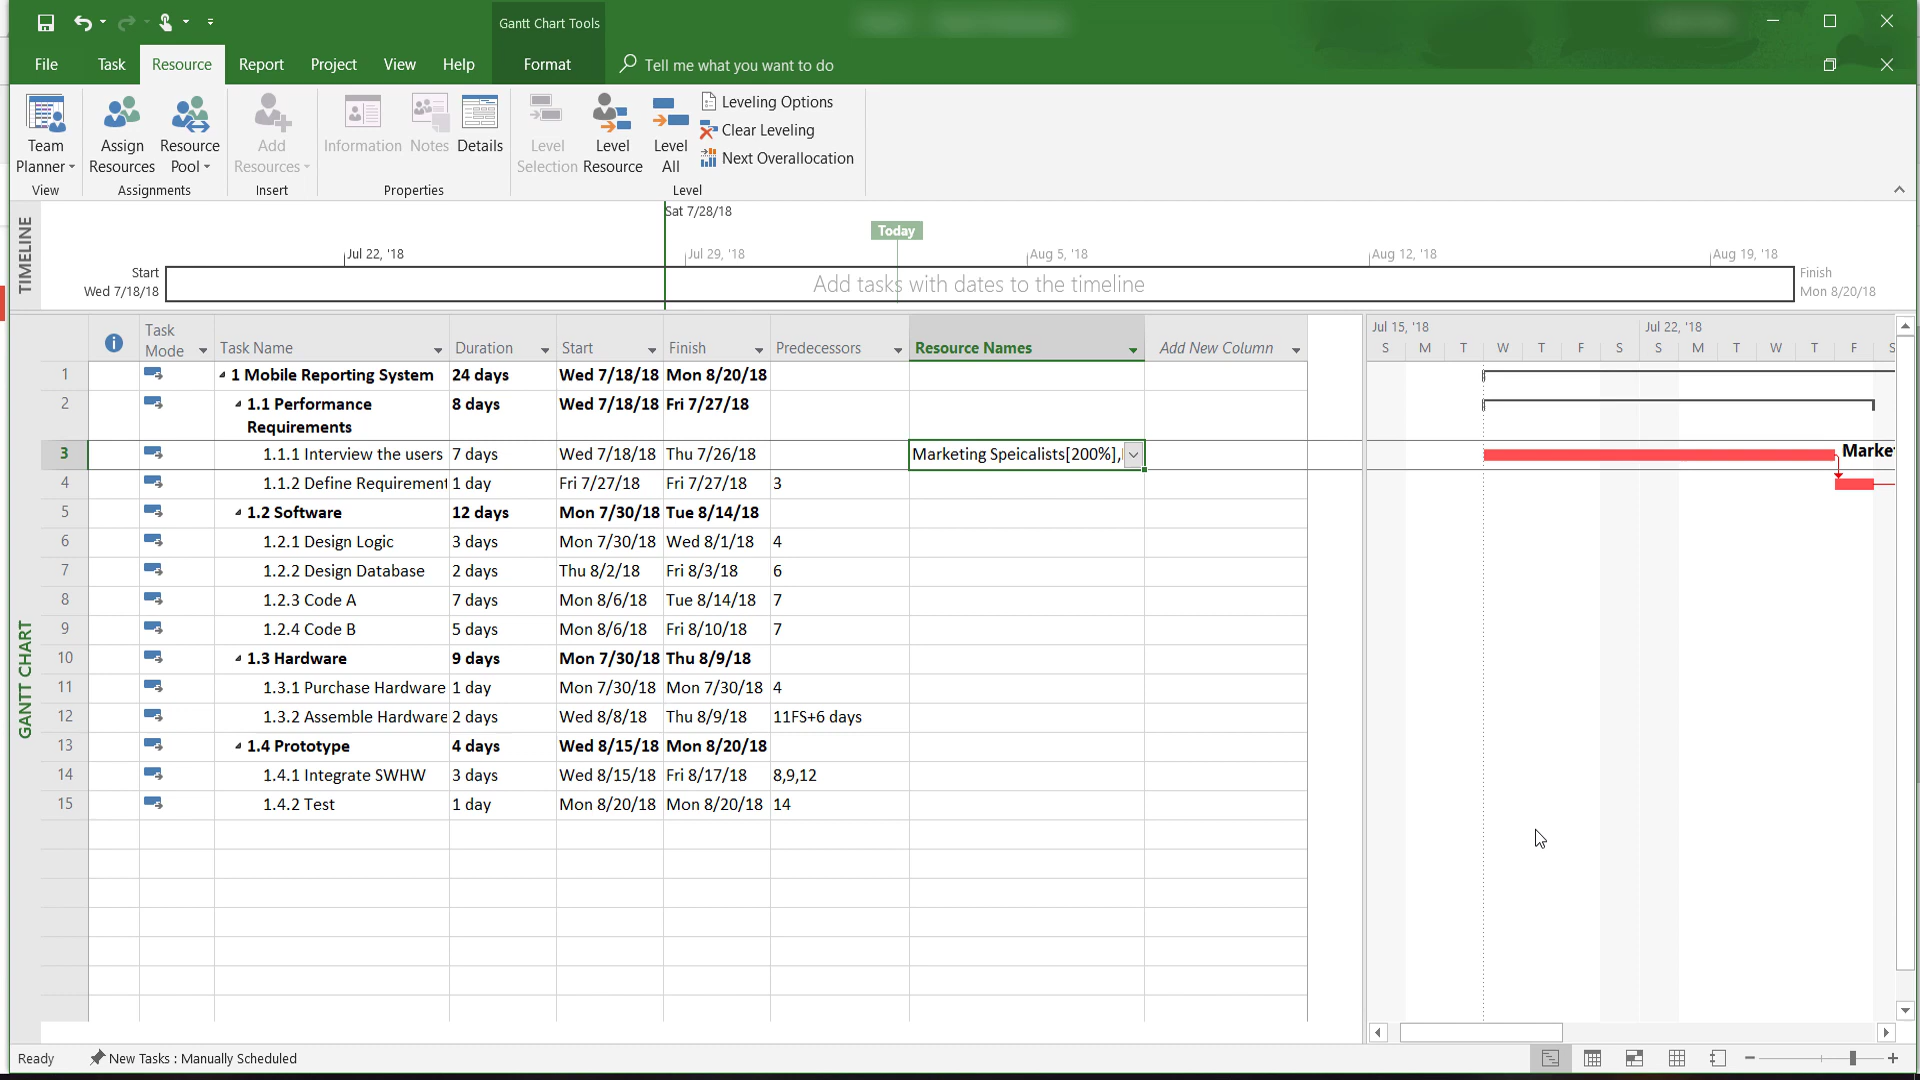 Gantt Chart Tools
File Task Resource Report Project View Help Format Tell me what you want to do
Team Planner
Assign Resources
Resource Pool
Add Resources
Information
Notes
Details
Level Selection
Level Resource
Level All
Leveling Options
Clear Leveling
Next Overallocation
View Assignments Insert Properties Level
TIMELINE
Sat 7/28/18
Today
Jul 22, '18 Jul 29, '18 Aug 5, '18 Aug 12, '18 Aug 19, '18
Start
Wed 7/18/18
Add tasks with dates to the timeline
Finish
Mon 8/20/18
GANTT CHART
Task Mode Task Name Duration Start Finish Predecessors Resource Names Add New Column
Jul 15, '18 Jul 22, '18
S M T W T F S S M T W T F S
1 1 Mobile Reporting System 24 days Wed 7/18/18 Mon 8/20/18
2 1.1 Performance Requirements 8 days Wed 7/18/18 Fri 7/27/18
3 1.1.1 Interview the users 7 days Wed 7/18/18 Thu 7/26/18 Marketing Speicalists[200%], Marke
4 1.1.2 Define Requirement 1 day Fri 7/27/18 Fri 7/27/18 3
5 1.2 Software 12 days Mon 7/30/18 Tue 8/14/18
6 1.2.1 Design Logic 3 days Mon 7/30/18 Wed 8/1/18 4
7 1.2.2 Design Database 2 days Thu 8/2/18 Fri 8/3/18 6
8 1.2.3 Code A 7 days Mon 8/6/18 Tue 8/14/18 7
9 1.2.4 Code B 5 days Mon 8/6/18 Fri 8/10/18 7
10 1.3 Hardware 9 days Mon 7/30/18 Thu 8/9/18
11 1.3.1 Purchase Hardware 1 day Mon 7/30/18 Mon 7/30/18 4
12 1.3.2 Assemble Hardware 2 days Wed 8/8/18 Thu 8/9/18 11FS+6 days
13 1.4 Prototype 4 days Wed 8/15/18 Mon 8/20/18
14 1.4.1 Integrate SWHW 3 days Wed 8/15/18 Fri 8/17/18 8,9,12
15 1.4.2 Test 1 day Mon 8/20/18 Mon 8/20/18 14
Ready New Tasks : Manually Scheduled